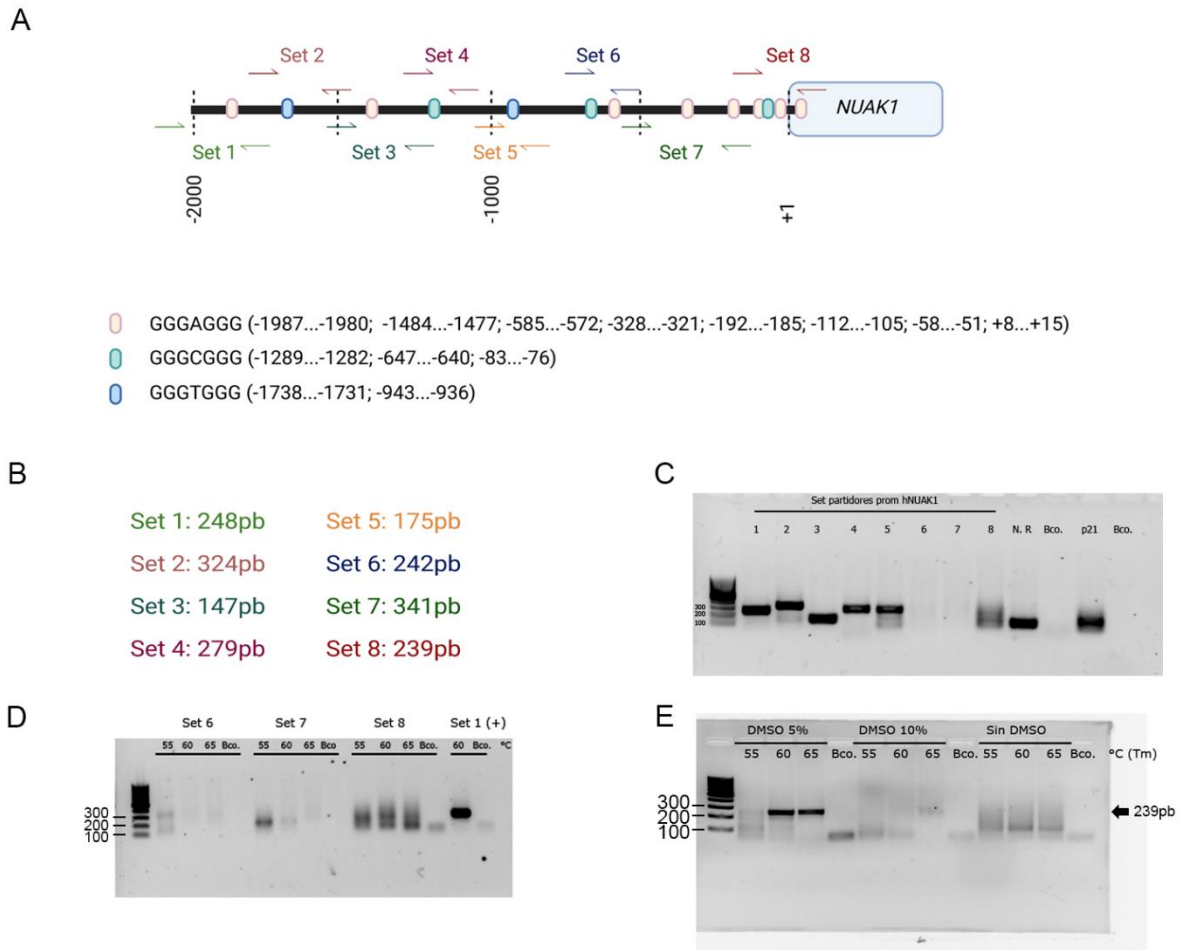 A
Set 2
Set 4
Set 6
Set 8
NUAK1
Set 1
Set 3
Set 5
Set 7
-2000
-1000
+1
GGGAGGG (-1987...-1980; -1484...-1477;-585...-572;-328...-321;-192...-185;-112...-105;-58...-51; +8...+15)
GGGCGGG (-1289...-1282;-647...-640;-83...-76)
GGGTGGG (-1738...-1731; -943...-936)
B
Set 1: 248pb
Set 5: 175pb
Set 2: 324pb
Set 6: 242pb
Set 3: 147pb
Set 7: 341pb
Set 4: 279pb
Set 8: 239pb
C
Set partidores prom hNUAK1
1 2 3 4 5 6 7 8 N. R Bco. p21 Bco.
300
200
100
D
Set 6 Set 7 Set 8 Set 1 (+)
55 60 65 Bco. 55 60 65 Bco 55 60 65 Bco. 60 Bco. °C
300
200
100
E
DMSO 5% DMSO 10% Sin DMSO
55 60 65 Bco. 55 60 65 Bco. 55 60 65 Bco. °C (Tm)
300
200
100
239pb